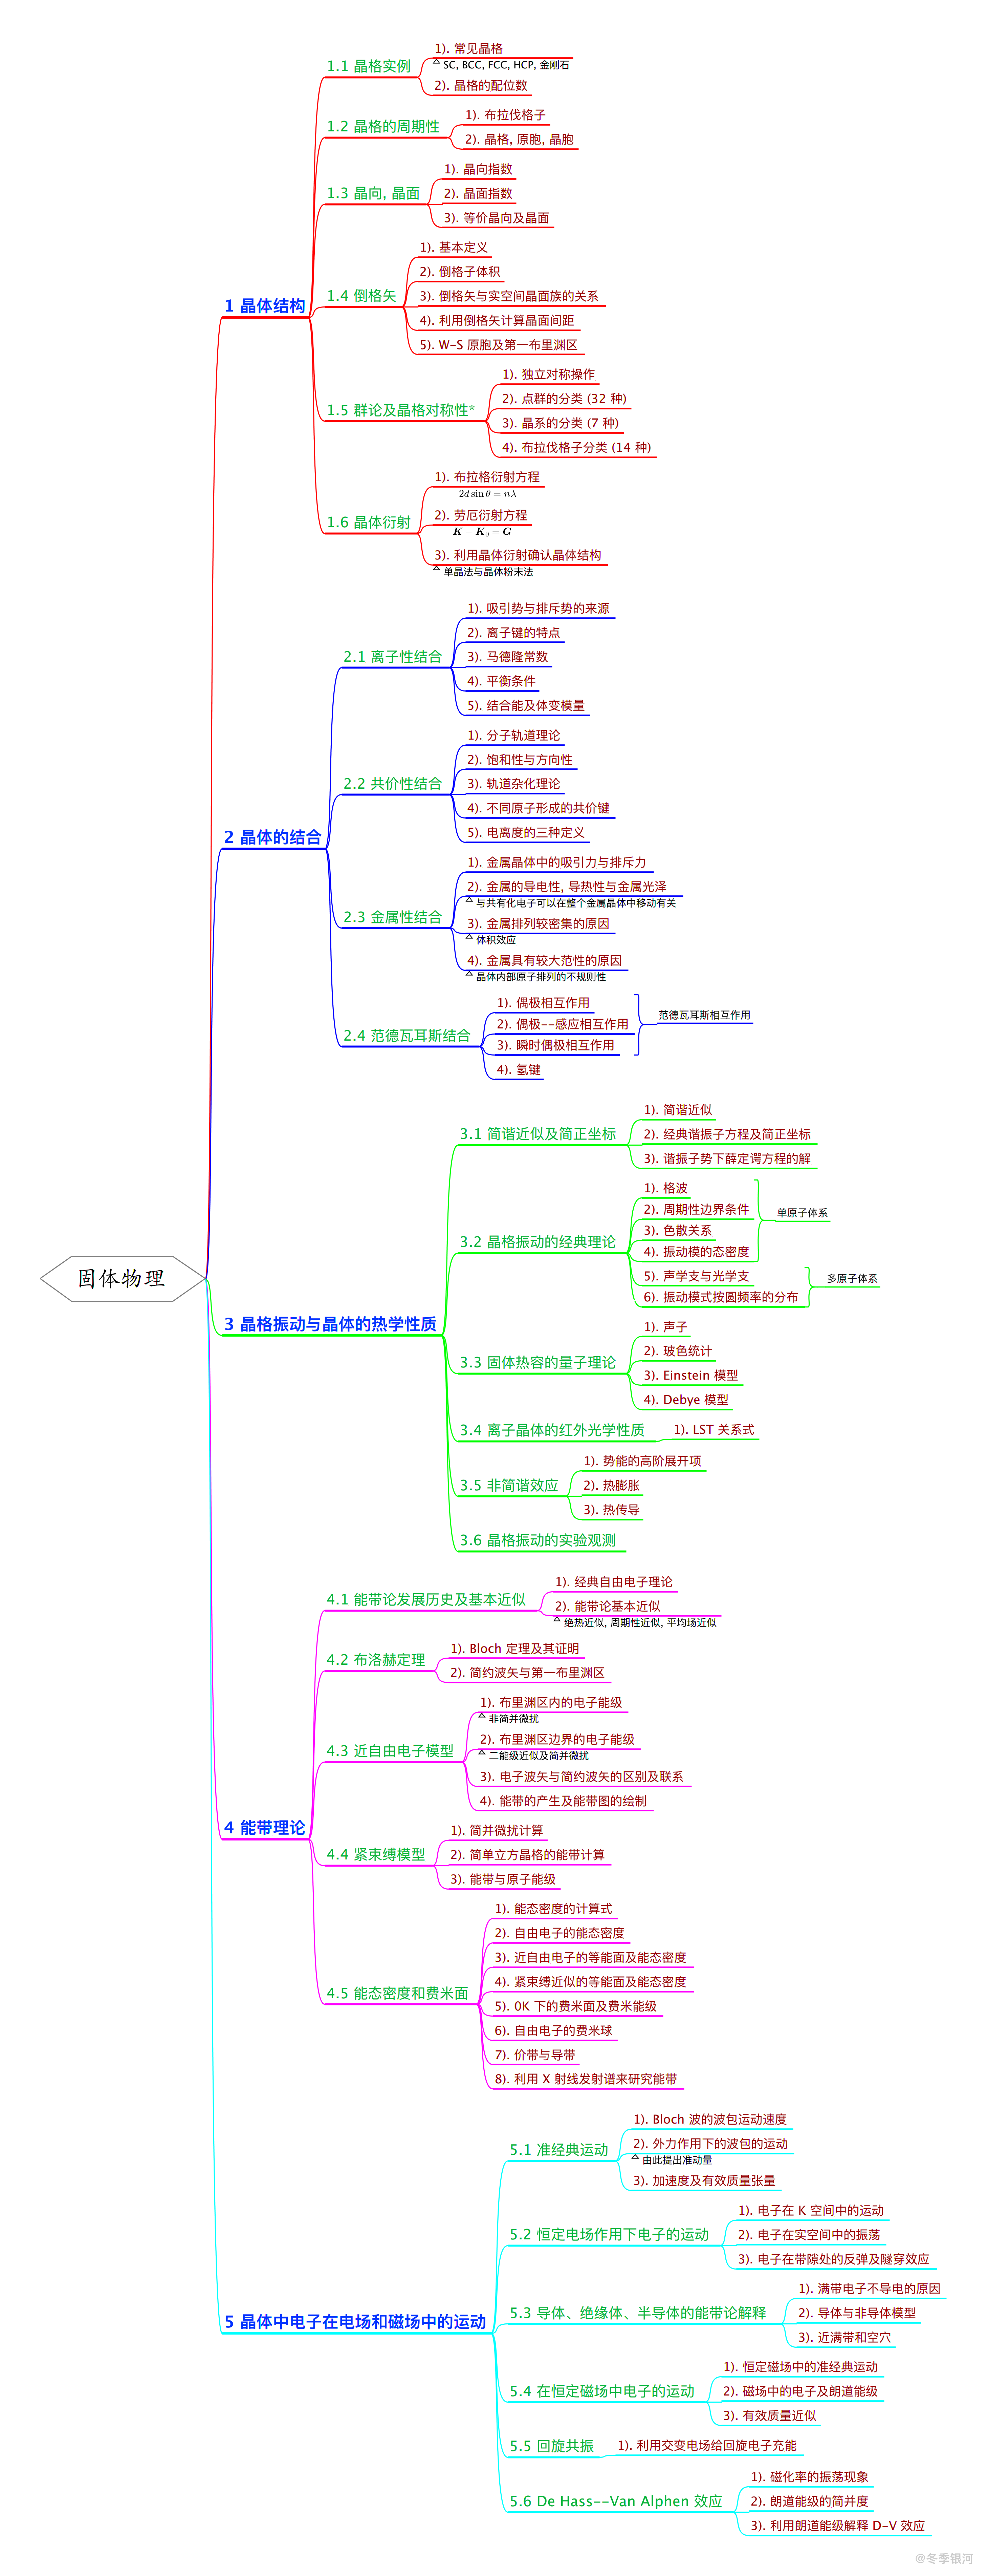 固体物理
1 晶体结构
1.1 晶格实例
1). 常见晶格
SC, BCC, FCC, HCP, 金刚石
2). 晶格的配位数
1.2 晶格的周期性
1). 布拉伐格子
2). 晶格, 原胞, 晶胞
1.3 晶向, 晶面
1). 晶向指数
2). 晶面指数
3). 等价晶向及晶面
1.4 倒格矢
1). 基本定义
2). 倒格子体积
3). 倒格矢与实空间晶面族的关系
4). 利用倒格矢计算晶面间距
5). W-S 原胞及第一布里渊区
1.5 群论及晶格对称性*
1). 独立对称操作
2). 点群的分类 (32 种)
3). 晶系的分类 (7 种)
4). 布拉伐格子分类 (14 种)
1.6 晶体衍射
1). 布拉格衍射方程
2d sin θ = nλ
2). 劳厄衍射方程
K − K₀ = G
3). 利用晶体衍射确认晶体结构
单晶法与晶体粉末法
2 晶体的结合
2.1 离子性结合
1). 吸引势与排斥势的来源
2). 离子键的特点
3). 马德隆常数
4). 平衡条件
5). 结合能及体变模量
2.2 共价性结合
1). 分子轨道理论
2). 饱和性与方向性
3). 轨道杂化理论
4). 不同原子形成的共价键
5). 电离度的三种定义
2.3 金属性结合
1). 金属晶体中的吸引力与排斥力
2). 金属的导电性, 导热性与金属光泽
与共有化电子可以在整个金属晶体中移动有关
3). 金属排列较密集的原因
体积效应
4). 金属具有较大范性的原因
晶体内部原子排列的不规则性
2.4 范德瓦耳斯结合
1). 偶极相互作用
2). 偶极--感应相互作用
3). 瞬时偶极相互作用
范德瓦耳斯相互作用
4). 氢键
3 晶格振动与晶体的热学性质
3.1 简谐近似及简正坐标
1). 简谐近似
2). 经典谐振子方程及简正坐标
3). 谐振子势下薛定谔方程的解
3.2 晶格振动的经典理论
1). 格波
2). 周期性边界条件
3). 色散关系
4). 振动模的态密度
单原子体系
5). 声学支与光学支
6). 振动模式按圆频率的分布
多原子体系
3.3 固体热容的量子理论
1). 声子
2). 玻色统计
3). Einstein 模型
4). Debye 模型
3.4 离子晶体的红外光学性质
1). LST 关系式
3.5 非简谐效应
1). 势能的高阶展开项
2). 热膨胀
3). 热传导
3.6 晶格振动的实验观测
4 能带理论
4.1 能带论发展历史及基本近似
1). 经典自由电子理论
2). 能带论基本近似
绝热近似, 周期性近似, 平均场近似
4.2 布洛赫定理
1). Bloch 定理及其证明
2). 简约波矢与第一布里渊区
4.3 近自由电子模型
1). 布里渊区内的电子能级
非简并微扰
2). 布里渊区边界的电子能级
二能级近似及简并微扰
3). 电子波矢与简约波矢的区别及联系
4). 能带的产生及能带图的绘制
4.4 紧束缚模型
1). 简并微扰计算
2). 简单立方晶格的能带计算
3). 能带与原子能级
4.5 能态密度和费米面
1). 能态密度的计算式
2). 自由电子的能态密度
3). 近自由电子的等能面及能态密度
4). 紧束缚近似的等能面及能态密度
5). 0K 下的费米面及费米能级
6). 自由电子的费米球
7). 价带与导带
8). 利用 X 射线发射谱来研究能带
5 晶体中电子在电场和磁场中的运动
5.1 准经典运动
1). Bloch 波的波包运动速度
2). 外力作用下的波包的运动
由此提出准动量
3). 加速度及有效质量张量
5.2 恒定电场作用下电子的运动
1). 电子在 K 空间中的运动
2). 电子在实空间中的振荡
3). 电子在带隙处的反弹及隧穿效应
5.3 导体、绝缘体、半导体的能带论解释
1). 满带电子不导电的原因
2). 导体与非导体模型
3). 近满带和空穴
5.4 在恒定磁场中电子的运动
1). 恒定磁场中的准经典运动
2). 磁场中的电子及朗道能级
3). 有效质量近似
5.5 回旋共振
1). 利用交变电场给回旋电子充能
5.6 De Hass--Van Alphen 效应
1). 磁化率的振荡现象
2). 朗道能级的简并度
3). 利用朗道能级解释 D-V 效应
@冬季银河